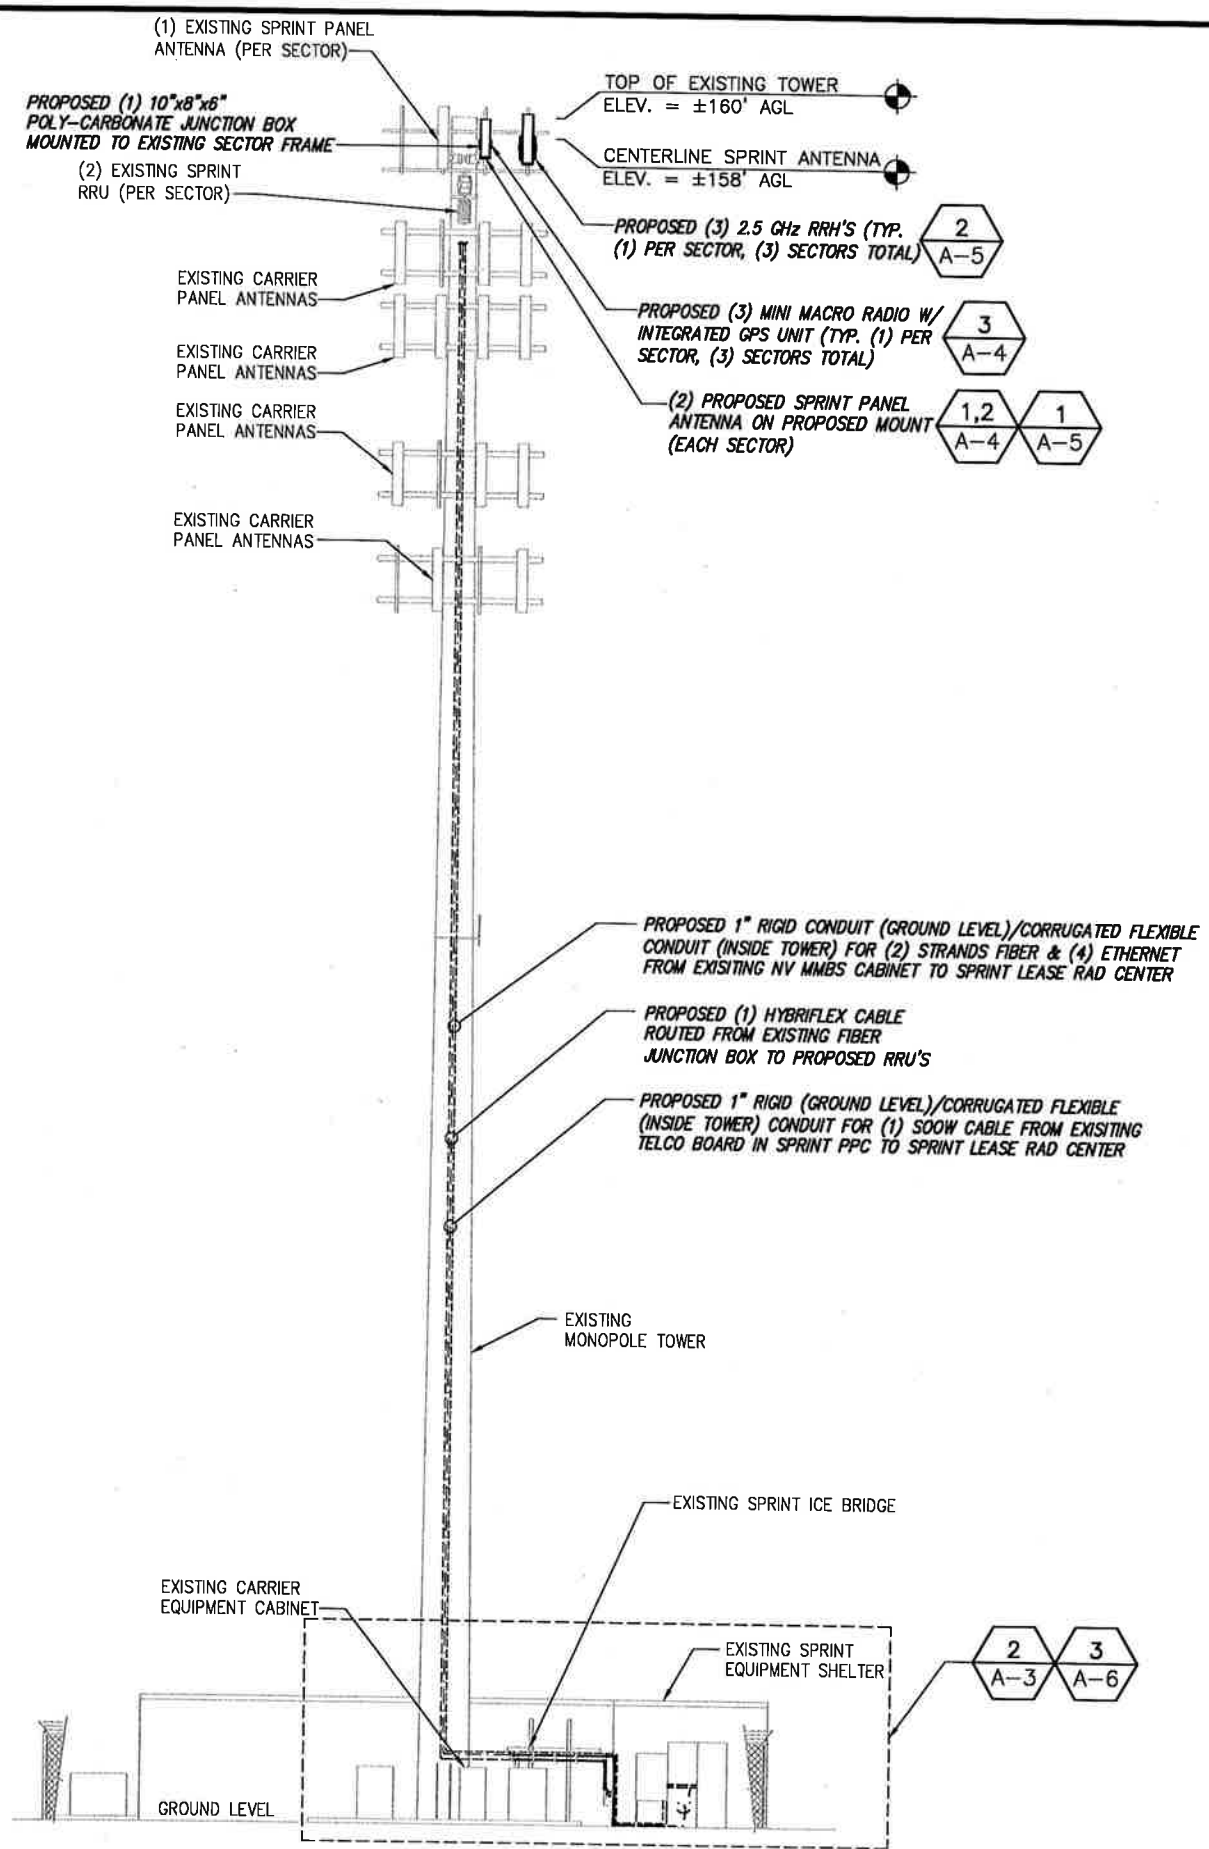 (1) EXISTING SPRINT PANEL
ANTENNA (PER SECTOR)
PROPOSED (1) 10"x8"x6"
POLY-CARBONATE JUNCTION BOX
MOUNTED TO EXISTING SECTOR FRAME
(2) EXISTING SPRINT
RRU (PER SECTOR)
TOP OF EXISTING TOWER
ELEV. = ±160' AGL
CENTERLINE SPRINT ANTENNA
ELEV. = ±158' AGL
PROPOSED (3) 2.5 GHz RRH'S (TYP.
(1) PER SECTOR, (3) SECTORS TOTAL)
2
A-5
EXISTING CARRIER
PANEL ANTENNAS
PROPOSED (3) MINI MACRO RADIO W/
INTEGRATED GPS UNIT (TYP. (1) PER
SECTOR, (3) SECTORS TOTAL)
3
A-4
EXISTING CARRIER
PANEL ANTENNAS
(2) PROPOSED SPRINT PANEL
ANTENNA ON PROPOSED MOUNT
(EACH SECTOR)
1,2
A-4
1
A-5
EXISTING CARRIER
PANEL ANTENNAS
EXISTING CARRIER
PANEL ANTENNAS
PROPOSED 1" RIGID CONDUIT (GROUND LEVEL)/CORRUGATED FLEXIBLE
CONDUIT (INSIDE TOWER) FOR (2) STRANDS FIBER & (4) ETHERNET
FROM EXISITING NV MMBS CABINET TO SPRINT LEASE RAD CENTER
PROPOSED (1) HYBRIFLEX CABLE
ROUTED FROM EXISTING FIBER
JUNCTION BOX TO PROPOSED RRU'S
PROPOSED 1" RIGID (GROUND LEVEL)/CORRUGATED FLEXIBLE
(INSIDE TOWER) CONDUIT FOR (1) SOOW CABLE FROM EXISITING
TELCO BOARD IN SPRINT PPC TO SPRINT LEASE RAD CENTER
EXISTING
MONOPOLE TOWER
EXISTING SPRINT ICE BRIDGE
EXISTING CARRIER
EQUIPMENT CABINET
EXISTING SPRINT
EQUIPMENT SHELTER
2
A-3
3
A-6
GROUND LEVEL